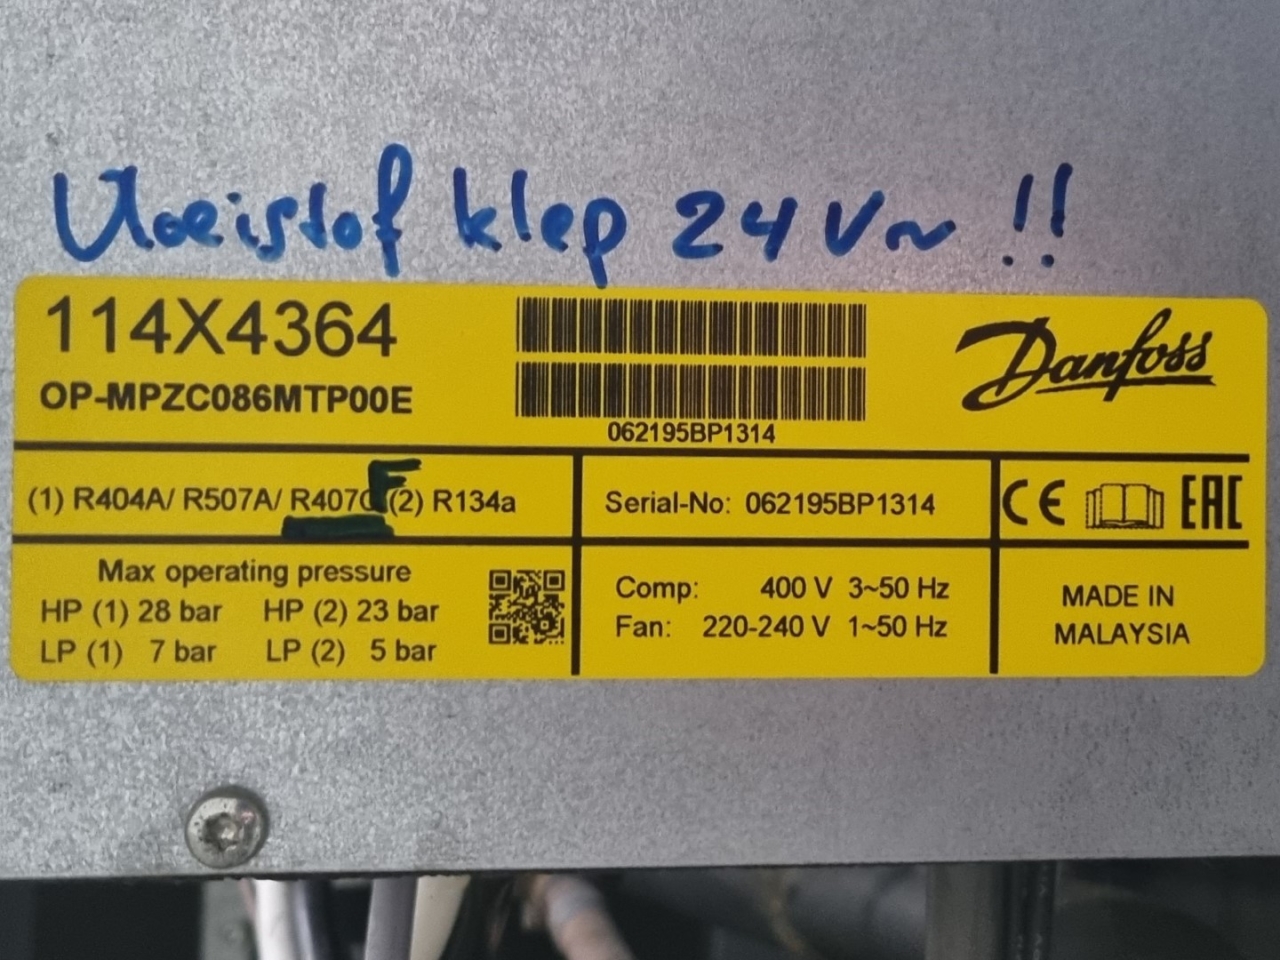 Vloeistof klep 24V~ !!
114X4364
OP-MPZC086MTP00E
062195BP1314
Danfoss
(1) R404A/ R507A/ R407F (2) R134a
Serial-No: 062195BP1314
CE EAC
Max operating pressure
HP (1) 28 bar HP (2) 23 bar
LP (1) 7 bar LP (2) 5 bar
Comp: 400 V 3~50 Hz
Fan: 220-240 V 1~50 Hz
MADE IN
MALAYSIA